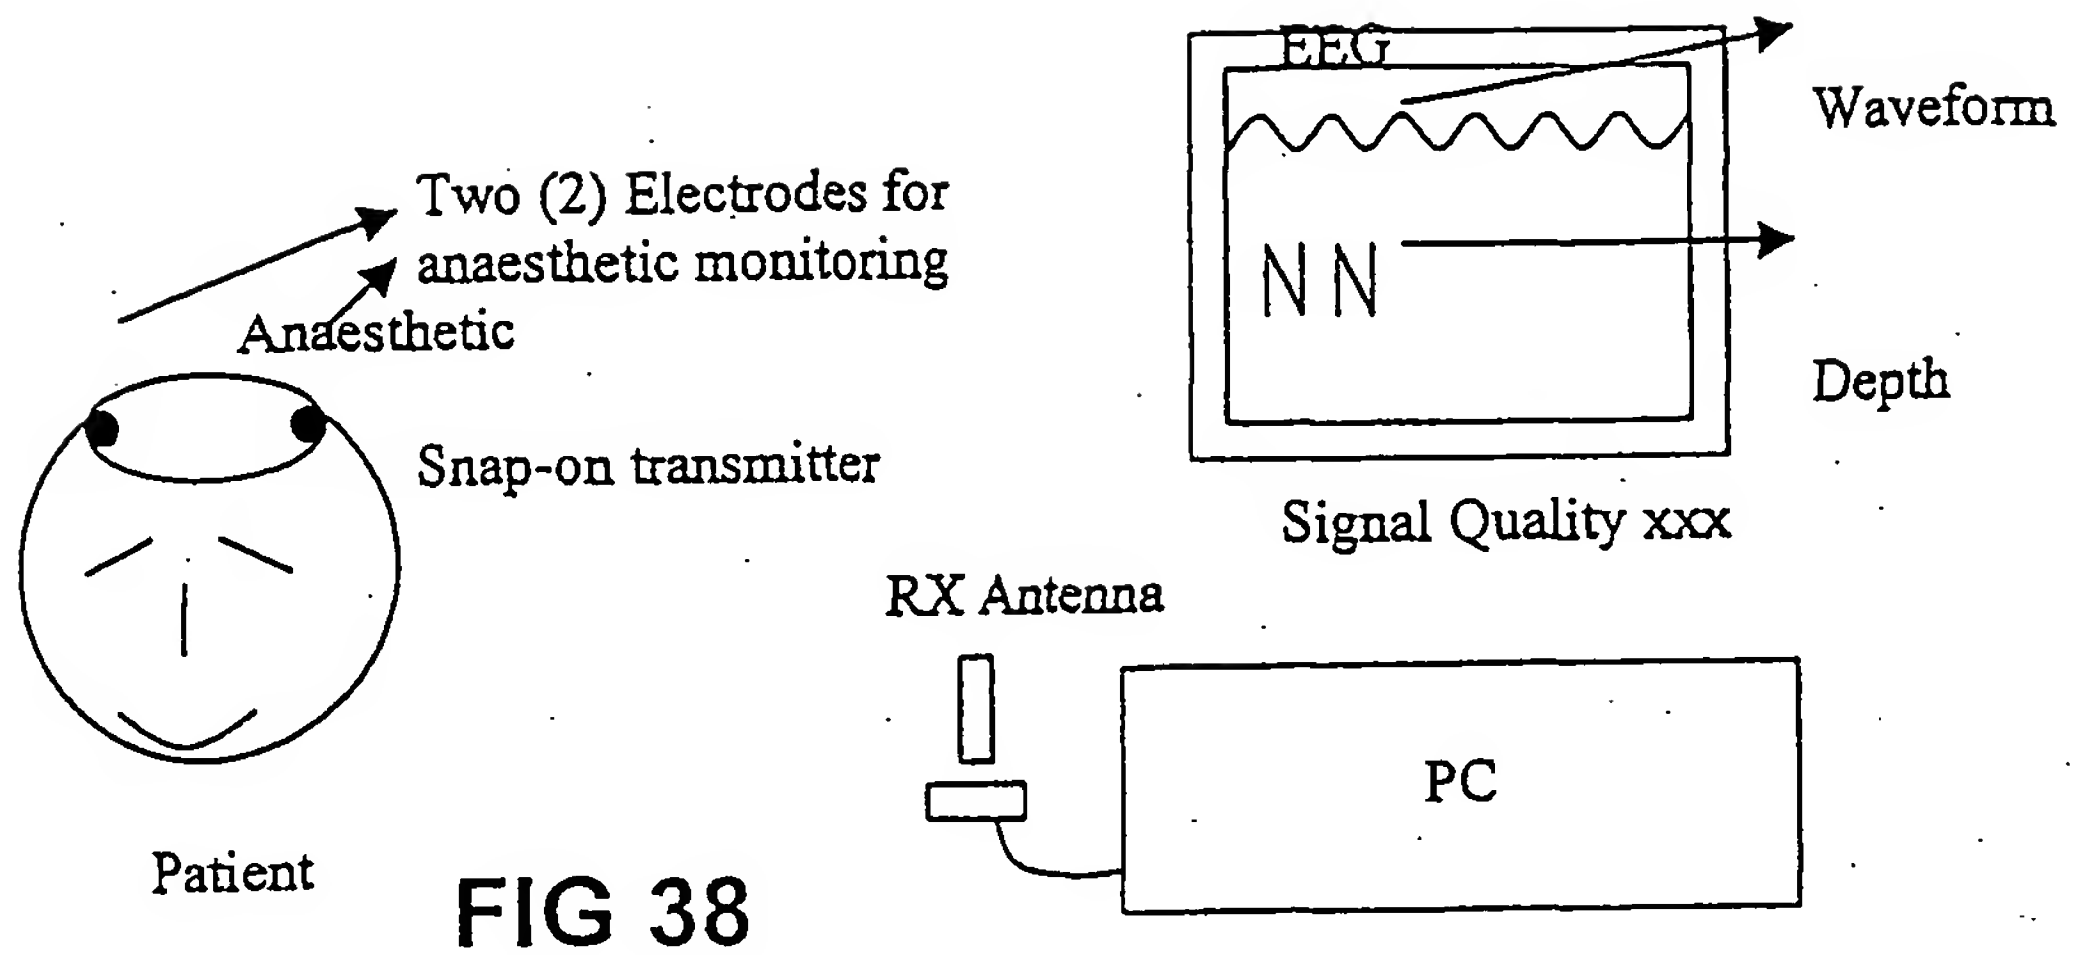 EEG
Waveform
Two (2) Electrodes for
anaesthetic monitoring
Anaesthetic
N N
Depth
Snap-on transmitter
Signal Quality xxx
RX Antenna
PC
Patient
FIG 38